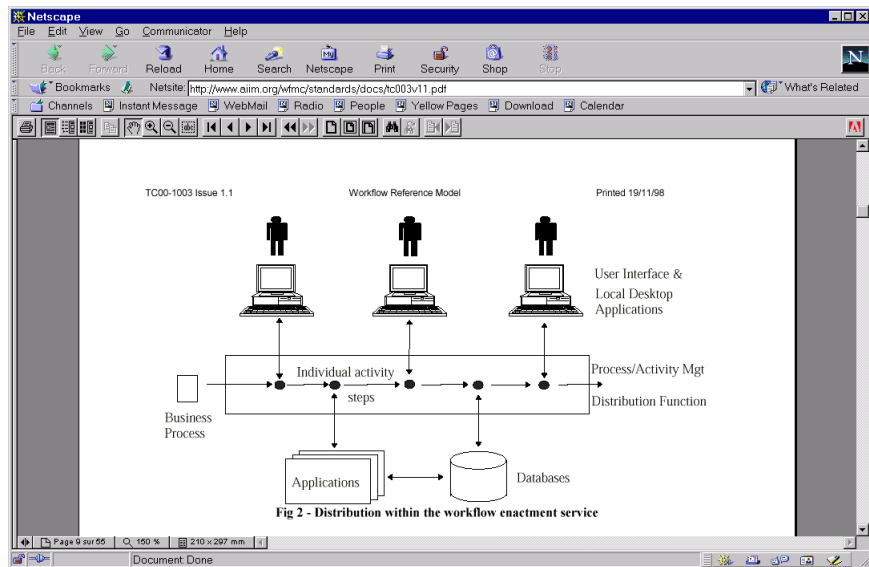 Netscape
File Edit View Go Communicator Help
Back Forward Reload Home Search Netscape Print Security Shop Stop
My
N
Bookmarks Netsite: http://www.aiim.org/wfmc/standards/docs/tc003v11.pdf What's Related
Channels Instant Message WebMail Radio People Yellow Pages Download Calendar
TC00-1003 Issue 1.1 Workflow Reference Model Printed 19/11/98
User Interface &
Local Desktop
Applications
Individual activity
steps
Process/Activity Mgt
Distribution Function
Business
Process
Applications
Databases
Fig 2 - Distribution within the workflow enactment service
Page 9 sur 55 150 % 210 x 297 mm
Document: Done